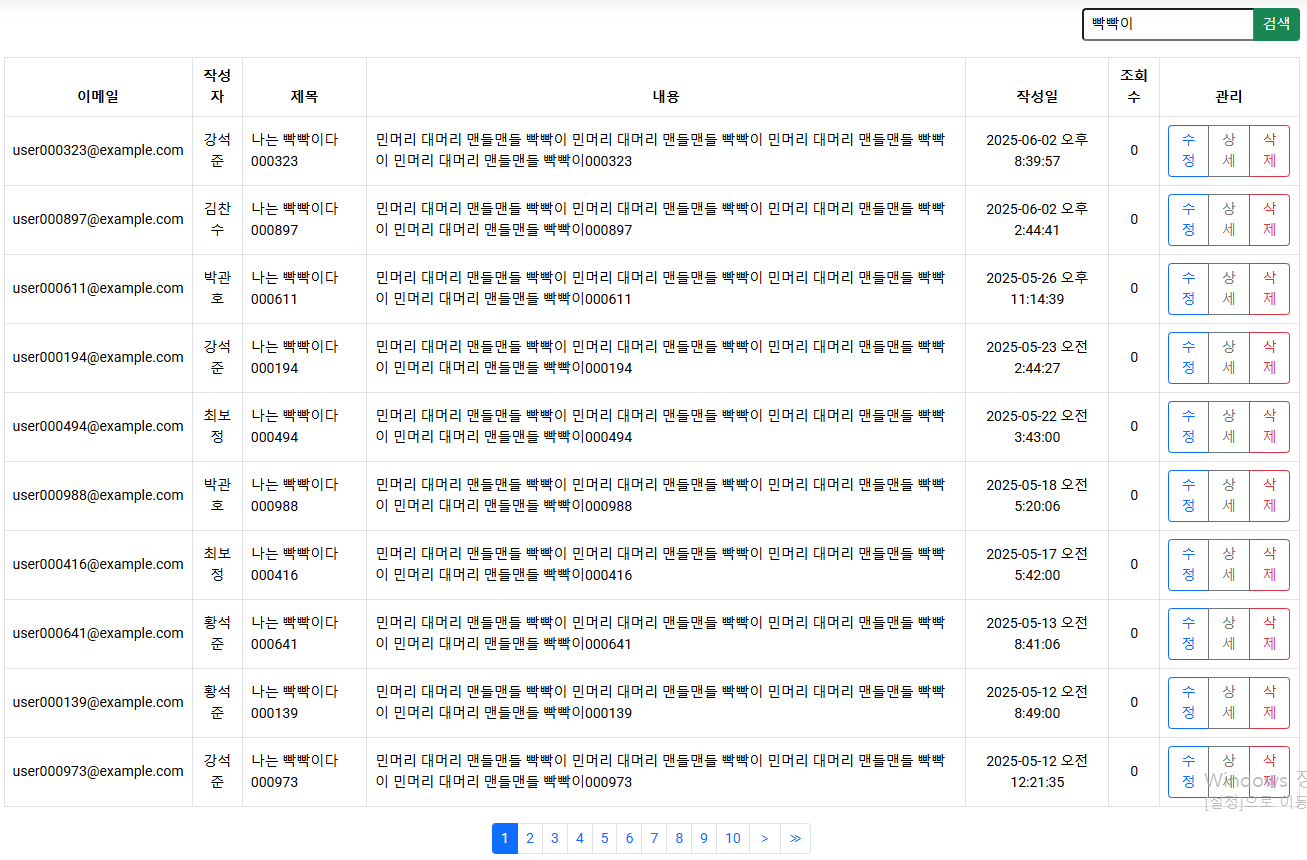 빡빡이 검색
이메일 작성자 제목 내용 작성일 조회수 관리
user000323@example.com 강석준 나는 빡빡이다 000323 민머리 대머리 맨들맨들 빡빡이 민머리 대머리 맨들맨들 빡빡이 민머리 대머리 맨들맨들 빡빡이 민머리 대머리 맨들맨들 빡빡이000323 2025-06-02 오후 8:39:57 0 수정 상세 삭제
user000897@example.com 김찬수 나는 빡빡이다 000897 민머리 대머리 맨들맨들 빡빡이 민머리 대머리 맨들맨들 빡빡이 민머리 대머리 맨들맨들 빡빡이 민머리 대머리 맨들맨들 빡빡이000897 2025-06-02 오후 2:44:41 0 수정 상세 삭제
user000611@example.com 박관호 나는 빡빡이다 000611 민머리 대머리 맨들맨들 빡빡이 민머리 대머리 맨들맨들 빡빡이 민머리 대머리 맨들맨들 빡빡이 민머리 대머리 맨들맨들 빡빡이000611 2025-05-26 오후 11:14:39 0 수정 상세 삭제
user000194@example.com 강석준 나는 빡빡이다 000194 민머리 대머리 맨들맨들 빡빡이 민머리 대머리 맨들맨들 빡빡이 민머리 대머리 맨들맨들 빡빡이 민머리 대머리 맨들맨들 빡빡이000194 2025-05-23 오전 2:44:27 0 수정 상세 삭제
user000494@example.com 최보정 나는 빡빡이다 000494 민머리 대머리 맨들맨들 빡빡이 민머리 대머리 맨들맨들 빡빡이 민머리 대머리 맨들맨들 빡빡이 민머리 대머리 맨들맨들 빡빡이000494 2025-05-22 오전 3:43:00 0 수정 상세 삭제
user000988@example.com 박관호 나는 빡빡이다 000988 민머리 대머리 맨들맨들 빡빡이 민머리 대머리 맨들맨들 빡빡이 민머리 대머리 맨들맨들 빡빡이 민머리 대머리 맨들맨들 빡빡이000988 2025-05-18 오전 5:20:06 0 수정 상세 삭제
user000416@example.com 최보정 나는 빡빡이다 000416 민머리 대머리 맨들맨들 빡빡이 민머리 대머리 맨들맨들 빡빡이 민머리 대머리 맨들맨들 빡빡이 민머리 대머리 맨들맨들 빡빡이000416 2025-05-17 오전 5:42:00 0 수정 상세 삭제
user000641@example.com 황석준 나는 빡빡이다 000641 민머리 대머리 맨들맨들 빡빡이 민머리 대머리 맨들맨들 빡빡이 민머리 대머리 맨들맨들 빡빡이 민머리 대머리 맨들맨들 빡빡이000641 2025-05-13 오전 8:41:06 0 수정 상세 삭제
user000139@example.com 황석준 나는 빡빡이다 000139 민머리 대머리 맨들맨들 빡빡이 민머리 대머리 맨들맨들 빡빡이 민머리 대머리 맨들맨들 빡빡이 민머리 대머리 맨들맨들 빡빡이000139 2025-05-12 오전 8:49:00 0 수정 상세 삭제
user000973@example.com 강석준 나는 빡빡이다 000973 민머리 대머리 맨들맨들 빡빡이 민머리 대머리 맨들맨들 빡빡이 민머리 대머리 맨들맨들 빡빡이 민머리 대머리 맨들맨들 빡빡이000973 2025-05-12 오전 12:21:35 0 수정 상세 삭제
Windows 정
[설정]으로 이동
1 2 3 4 5 6 7 8 9 10 > ≫